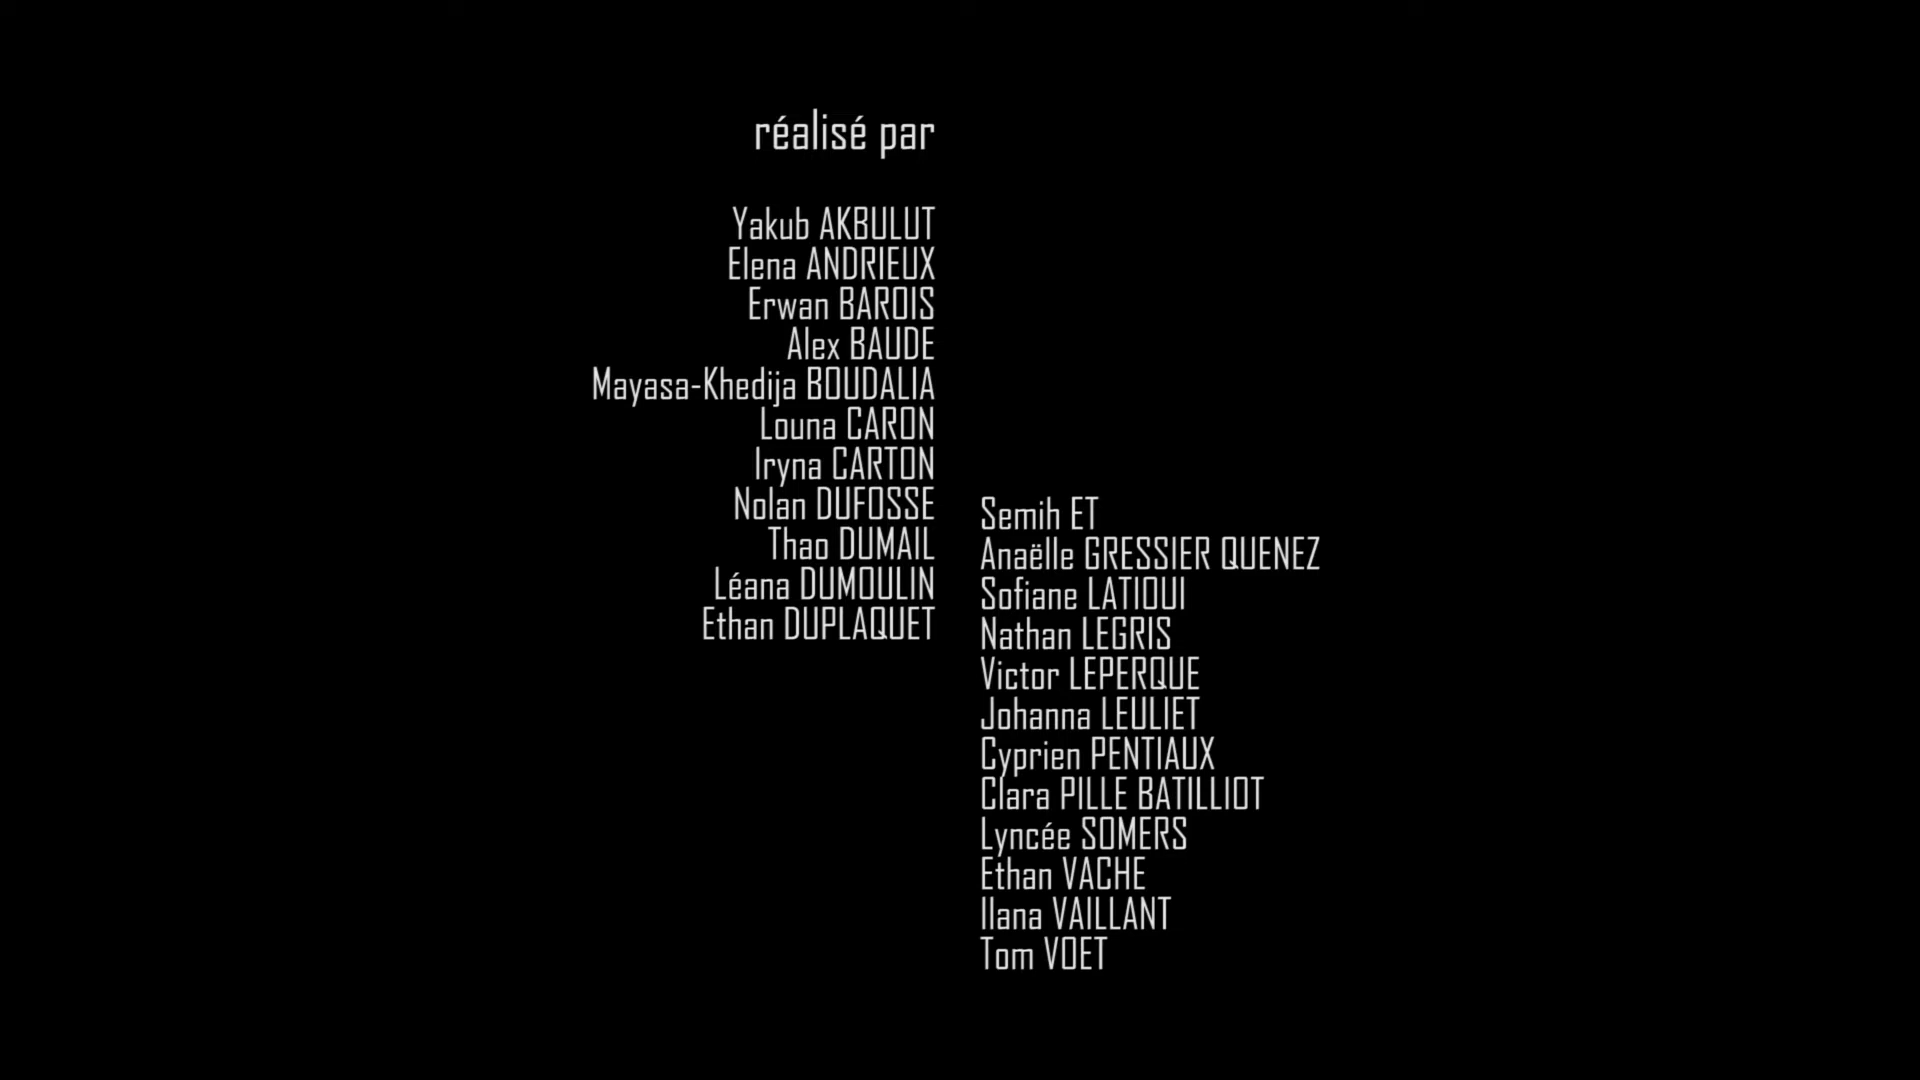 réalisé par
Yakub AKBULUT
Elena ANDRIEUX
Erwan BAROIS
Alex BAUDE
Mayasa-Khedija BOUDALIA
Louna CARON
Iryna CARTON
Nolan DUFOSSE
Thao DUMAIL
Léana DUMOULIN
Ethan DUPLAQUET
Semih ET
Anaëlle GRESSIER QUENEZ
Sofiane LATIOUI
Nathan LEGRIS
Victor LEPERQUE
Johanna LEULIET
Cyprien PENTIAUX
Clara PILLE BATILLIOT
Lyncée SOMERS
Ethan VACHE
Ilana VAILLANT
Tom VOET